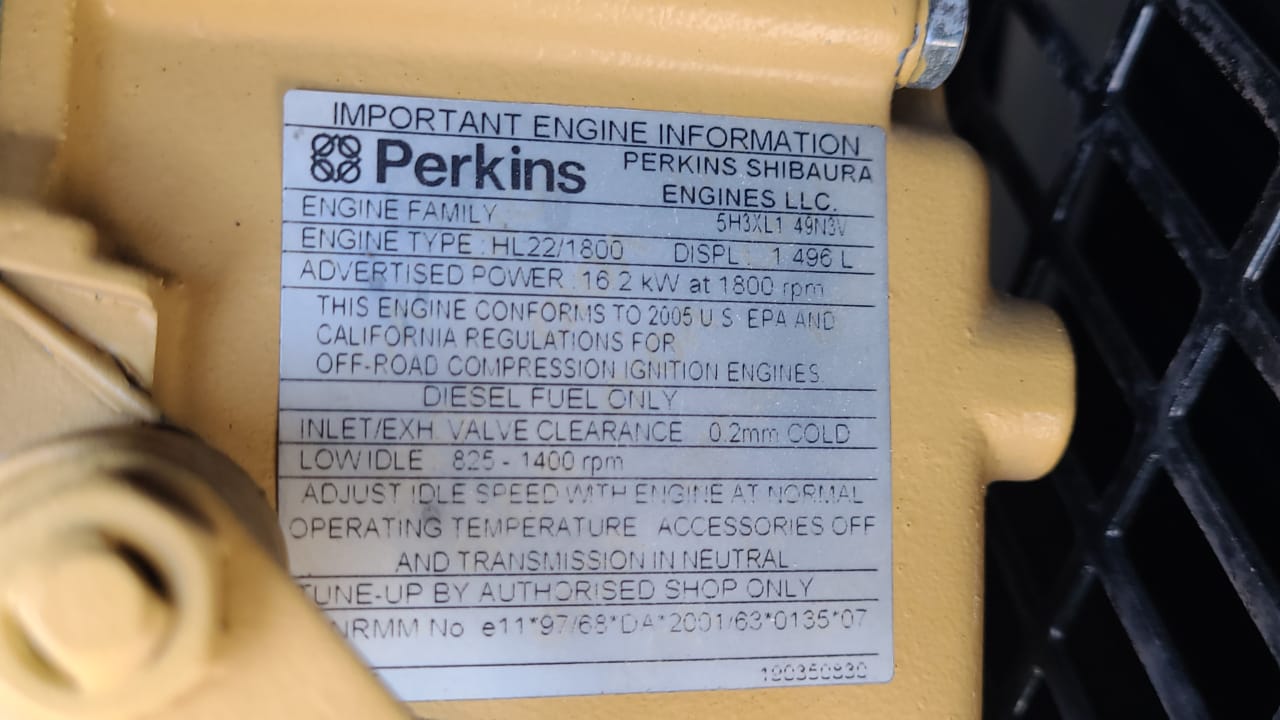 IMPORTANT ENGINE INFORMATION
Perkins
PERKINS SHIBAURA
ENGINES LLC.
ENGINE FAMILY 5H3XL1.49N3V
ENGINE TYPE : HL22/1800 DISPL : 1.496 L
ADVERTISED POWER : 16.2 kW at 1800 rpm
THIS ENGINE CONFORMS TO 2005 U.S. EPA AND
CALIFORNIA REGULATIONS FOR
OFF-ROAD COMPRESSION IGNITION ENGINES.
DIESEL FUEL ONLY
INLET/EXH. VALVE CLEARANCE 0.2mm COLD
LOW IDLE 825 - 1400 rpm
ADJUST IDLE SPEED WITH ENGINE AT NORMAL
OPERATING TEMPERATURE ACCESSORIES OFF
AND TRANSMISSION IN NEUTRAL
TUNE-UP BY AUTHORISED SHOP ONLY
NRMM No e11*97/68*DA*2001/63*0135*07